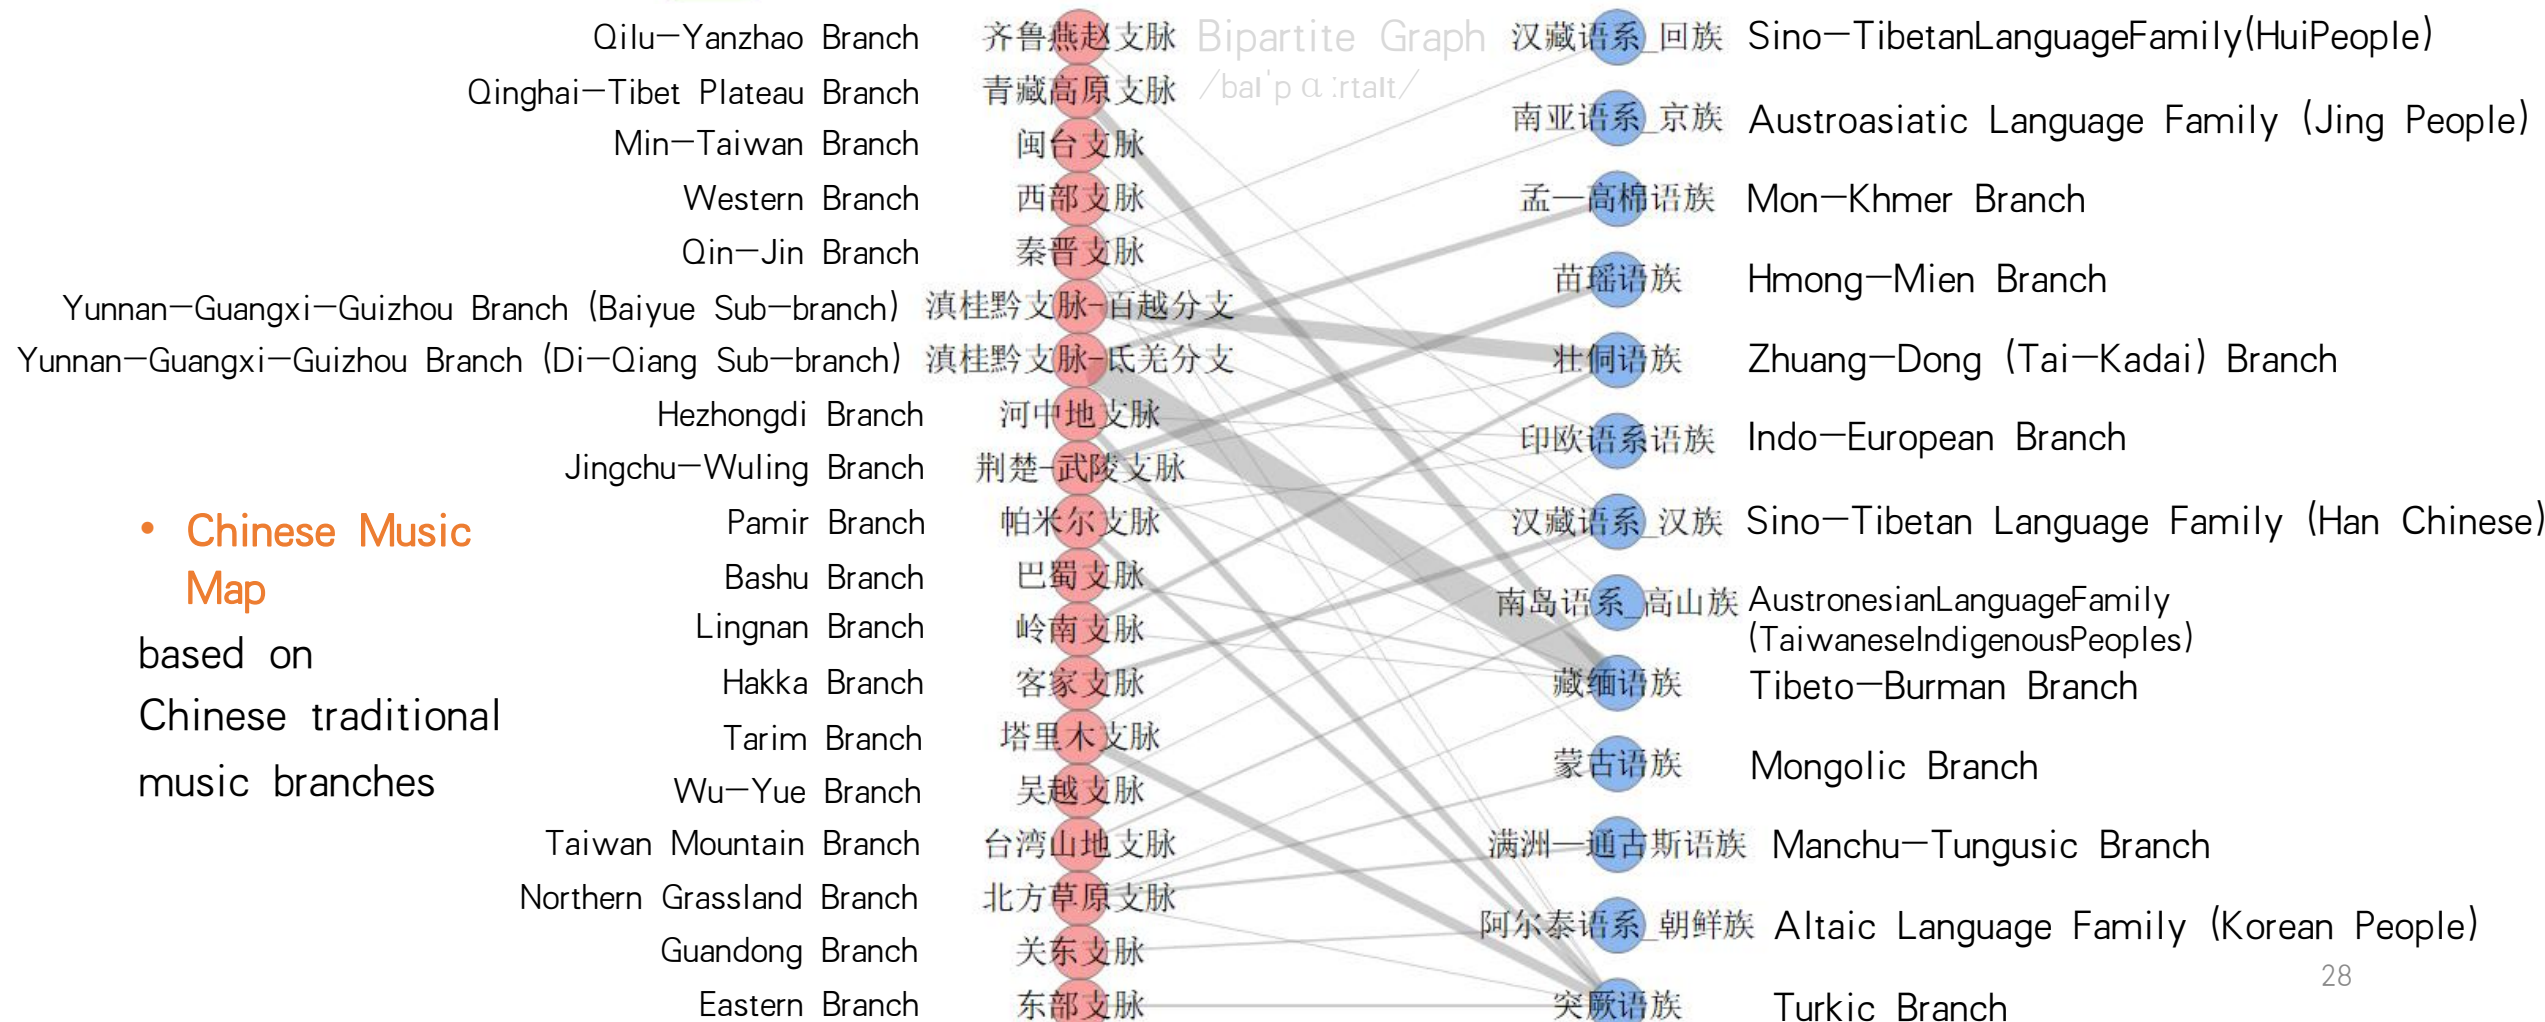 Qilu—Yanzhao Branch 齐鲁燕赵支脉 Bipartite Graph 汉藏语系_回族 Sino—TibetanLanguageFamily(HuiPeople)
Qinghai—Tibet Plateau Branch 青藏高原支脉 /baɪˈpɑːrtaɪt/
南亚语系_京族 Austroasiatic Language Family (Jing People)
Min—Taiwan Branch 闽台支脉
Western Branch 西部支脉 孟—高棉语族 Mon—Khmer Branch
Qin—Jin Branch 秦晋支脉
苗瑶语族 Hmong—Mien Branch
Yunnan—Guangxi—Guizhou Branch (Baiyue Sub—branch) 滇桂黔支脉-百越分支
Yunnan—Guangxi—Guizhou Branch (Di—Qiang Sub—branch) 滇桂黔支脉-氐羌分支 壮侗语族 Zhuang—Dong (Tai—Kadai) Branch
Hezhongdi Branch 河中地支脉
印欧语系语族 Indo—European Branch
Jingchu—Wuling Branch 荆楚-武陵支脉
• Chinese Music
Map
based on
Chinese traditional
music branches
Pamir Branch 帕米尔支脉 汉藏语系_汉族 Sino—Tibetan Language Family (Han Chinese)
Bashu Branch 巴蜀支脉
南岛语系_高山族 AustronesianLanguageFamily
(TaiwaneseIndigenousPeoples)
Lingnan Branch 岭南支脉
Hakka Branch 客家支脉 藏缅语族 Tibeto—Burman Branch
Tarim Branch 塔里木支脉
蒙古语族 Mongolic Branch
Wu—Yue Branch 吴越支脉
Taiwan Mountain Branch 台湾山地支脉 满洲—通古斯语族 Manchu—Tungusic Branch
Northern Grassland Branch 北方草原支脉
阿尔泰语系_朝鲜族 Altaic Language Family (Korean People)
Guandong Branch 关东支脉
28
Eastern Branch 东部支脉 突厥语族 Turkic Branch